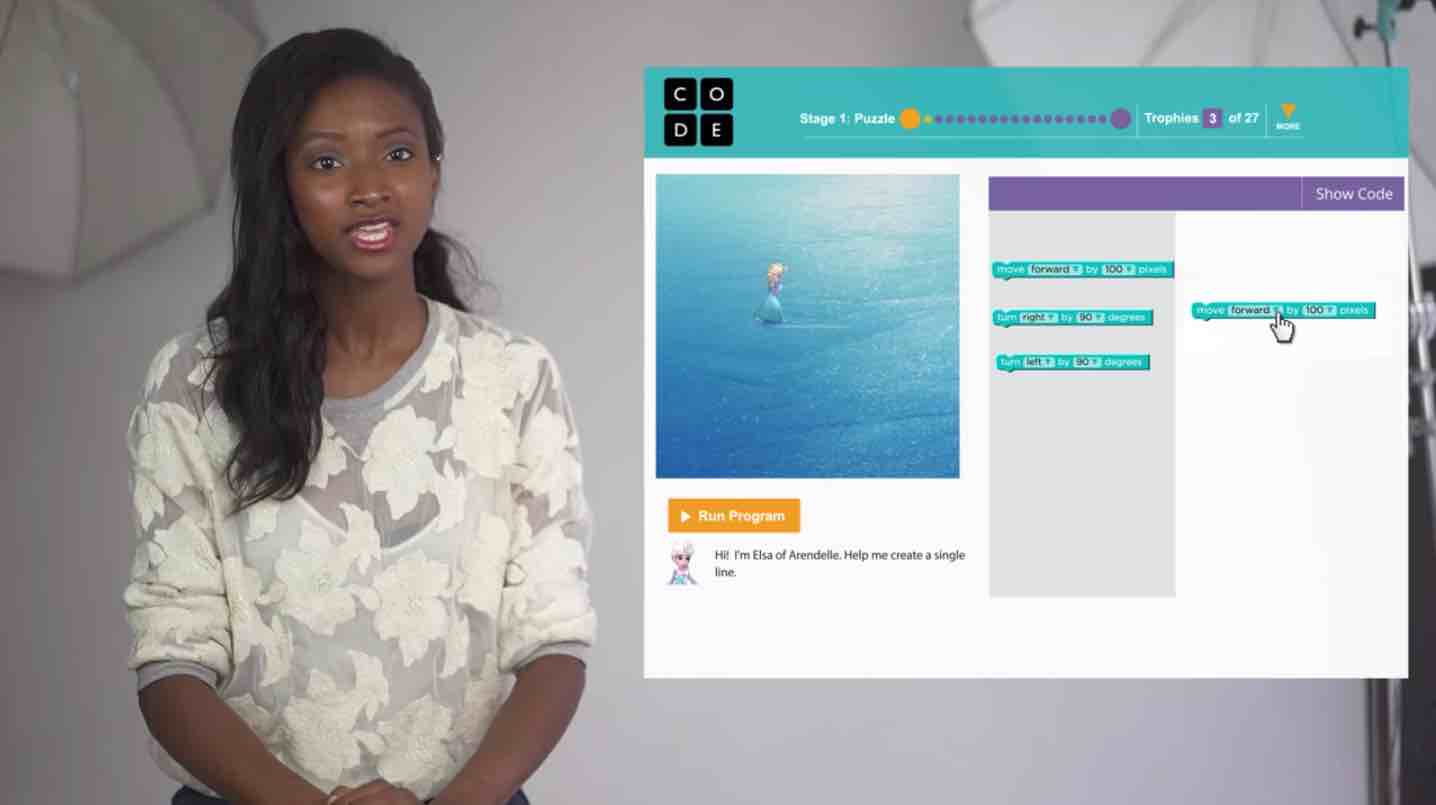 C O
D E
Stage 1: Puzzle
Trophies 3 of 27
MORE
Show Code
move forward by 100 pixels
turn right by 90 degrees
turn left by 90 degrees
move forward by 100 pixels
Run Program
Hi! I'm Elsa of Arendelle. Help me create a single
line.